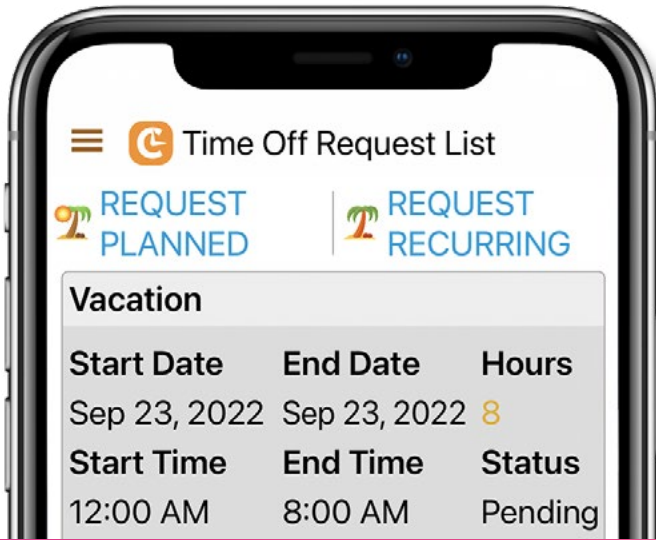 Time Off Request List
REQUEST PLANNED
REQUEST RECURRING
Vacation
Start Date End Date Hours
Sep 23, 2022 Sep 23, 2022 8
Start Time End Time Status
12:00 AM 8:00 AM Pending